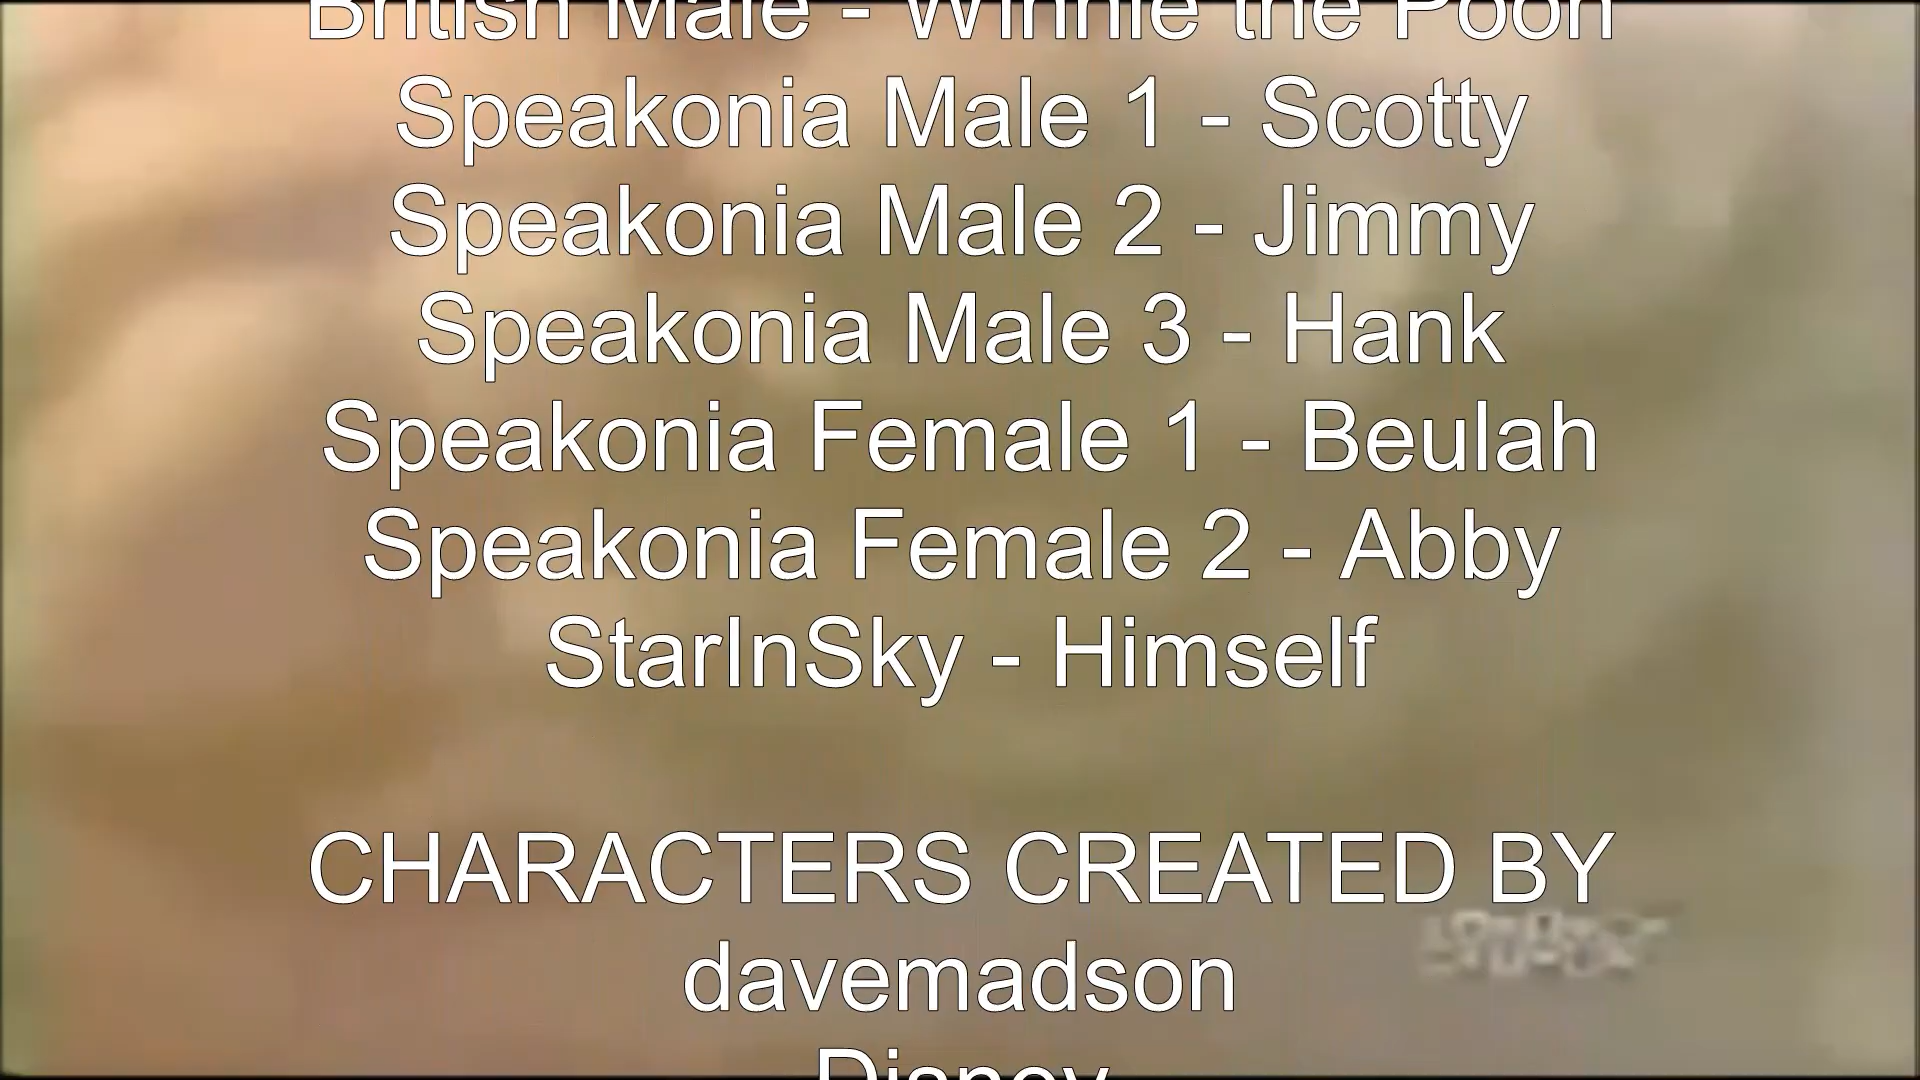 British Male - Winnie the Pooh
Speakonia Male 1 - Scotty
Speakonia Male 2 - Jimmy
Speakonia Male 3 - Hank
Speakonia Female 1 - Beulah
Speakonia Female 2 - Abby
StarInSky - Himself
CHARACTERS CREATED BY
davemadson
Disney